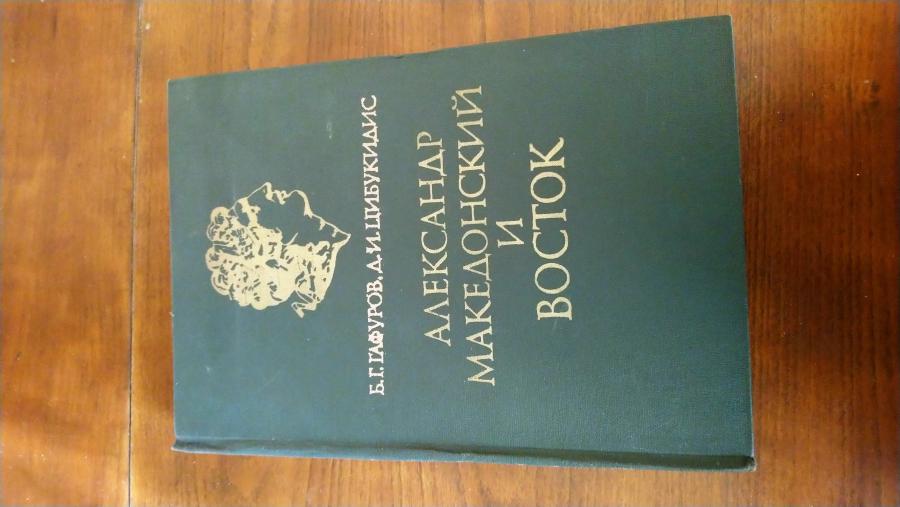 Б.Г.ГАФУРОВ, Д.И.ЦИБУКИДИС
АЛЕКСАНДР
МАКЕДОНСКИЙ
И
ВОСТОК